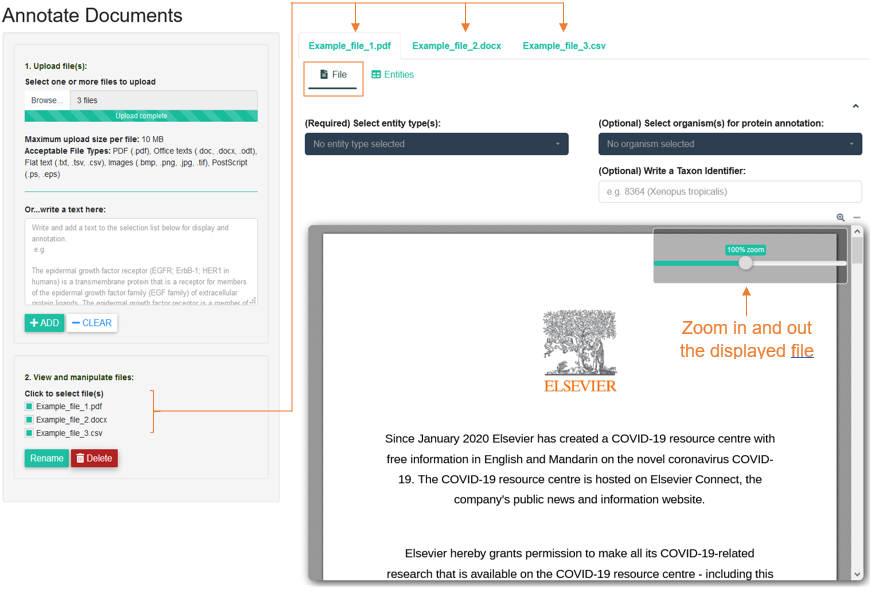 Annotate Documents
1. Upload file(s):
Select one or more files to upload
Browse... 3 files
Upload complete
Maximum upload size per file: 10 MB
Acceptable File Types: PDF (.pdf), Office texts (.doc, .docx, .odt),
Flat text (.txt, .tsv, .csv), Images (.bmp, .png, .jpg, .tif), PostScript
(.ps, .eps)
Or...write a text here:
Write and add a text to the selection list below for display and
annotation.
e.g.
The epidermal growth factor receptor (EGFR; ErbB-1; HER1 in
humans) is a transmembrane protein that is a receptor for members
of the epidermal growth factor family (EGF family) of extracellular
protein ligands. The epidermal growth factor receptor is a member of
ADD CLEAR
2. View and manipulate files:
Click to select file(s)
Example_file_1.pdf
Example_file_2.docx
Example_file_3.csv
Rename Delete
Example_file_1.pdf Example_file_2.docx Example_file_3.csv
File Entities
(Required) Select entity type(s):
No entity type selected
(Optional) Select organism(s) for protein annotation:
No organism selected
(Optional) Write a Taxon Identifier:
e.g. 8364 (Xenopus tropicalis)
100% zoom
Zoom in and out
the displayed file
ELSEVIER
Since January 2020 Elsevier has created a COVID-19 resource centre with
free information in English and Mandarin on the novel coronavirus COVID-
19. The COVID-19 resource centre is hosted on Elsevier Connect, the
company's public news and information website.
Elsevier hereby grants permission to make all its COVID-19-related
research that is available on the COVID-19 resource centre - including this